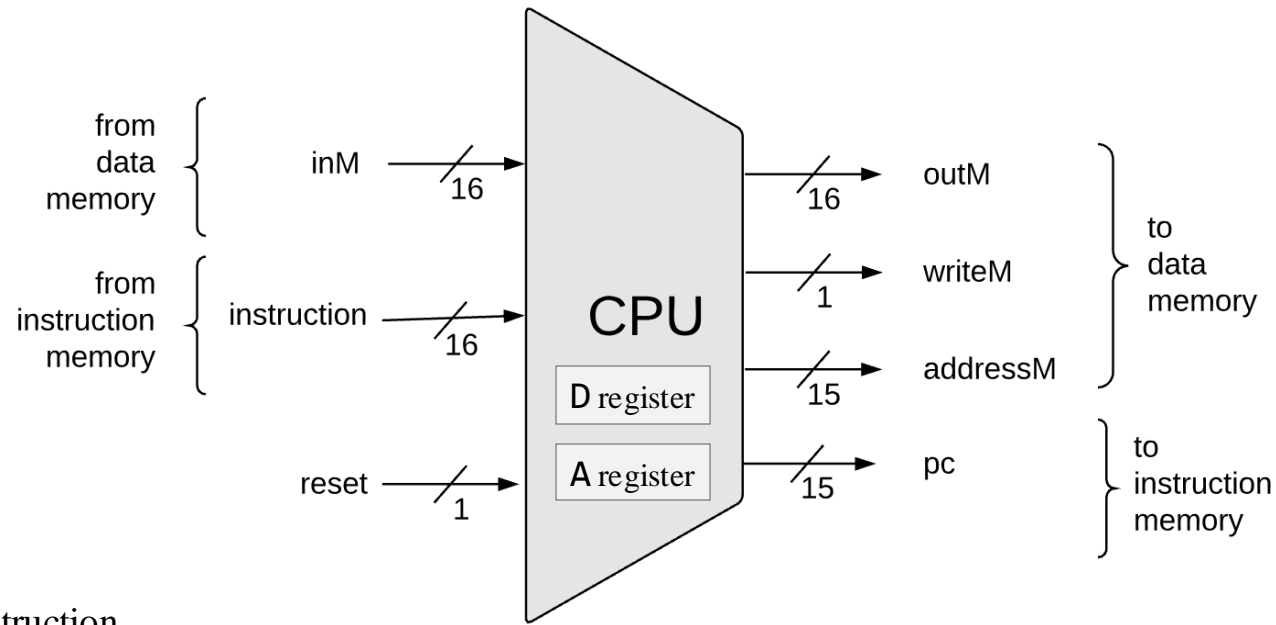 from
data
memory
inM
16
from
instruction
memory
instruction
16
reset
1
CPU
D register
A register
16
outM
1
writeM
15
addressM
15
pc
to
data
memory
to
instruction
memory
truction